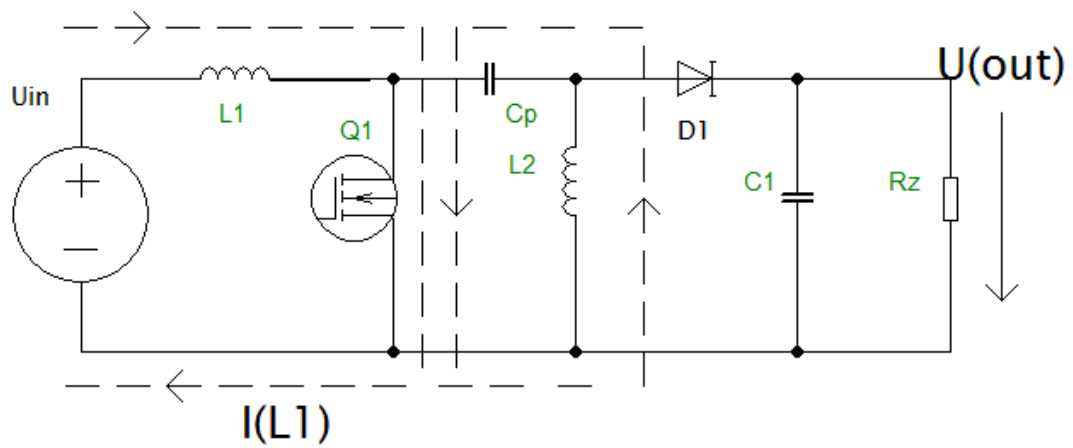 U(out)
Uin
L1
Q1
Cp
D1
L2
C1
Rz
I(L1)